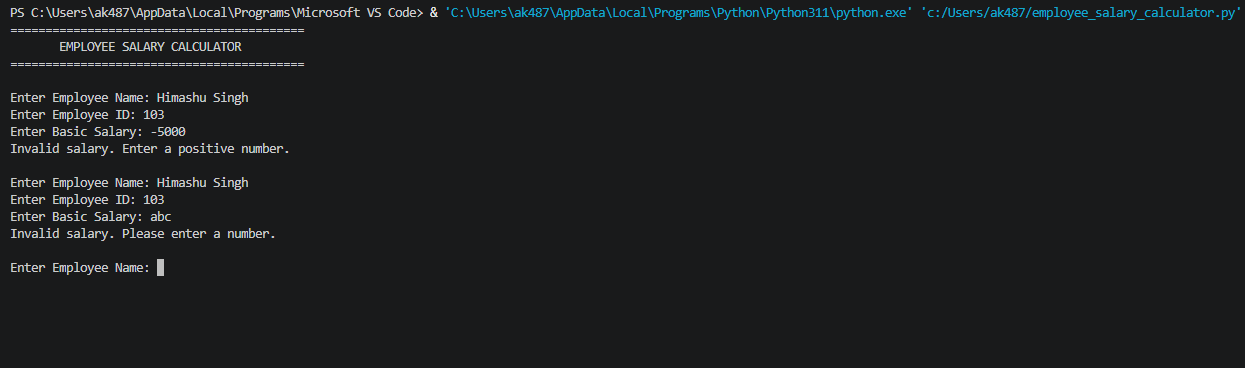 PS C:\Users\ak487\AppData\Local\Programs\Microsoft VS Code> & 'C:\Users\ak487\AppData\Local\Programs\Python\Python311\python.exe' 'c:/Users/ak487/employee_salary_calculator.py'
==========================================
EMPLOYEE SALARY CALCULATOR
==========================================
Enter Employee Name: Himashu Singh
Enter Employee ID: 103
Enter Basic Salary: -5000
Invalid salary. Enter a positive number.
Enter Employee Name: Himashu Singh
Enter Employee ID: 103
Enter Basic Salary: abc
Invalid salary. Please enter a number.
Enter Employee Name: